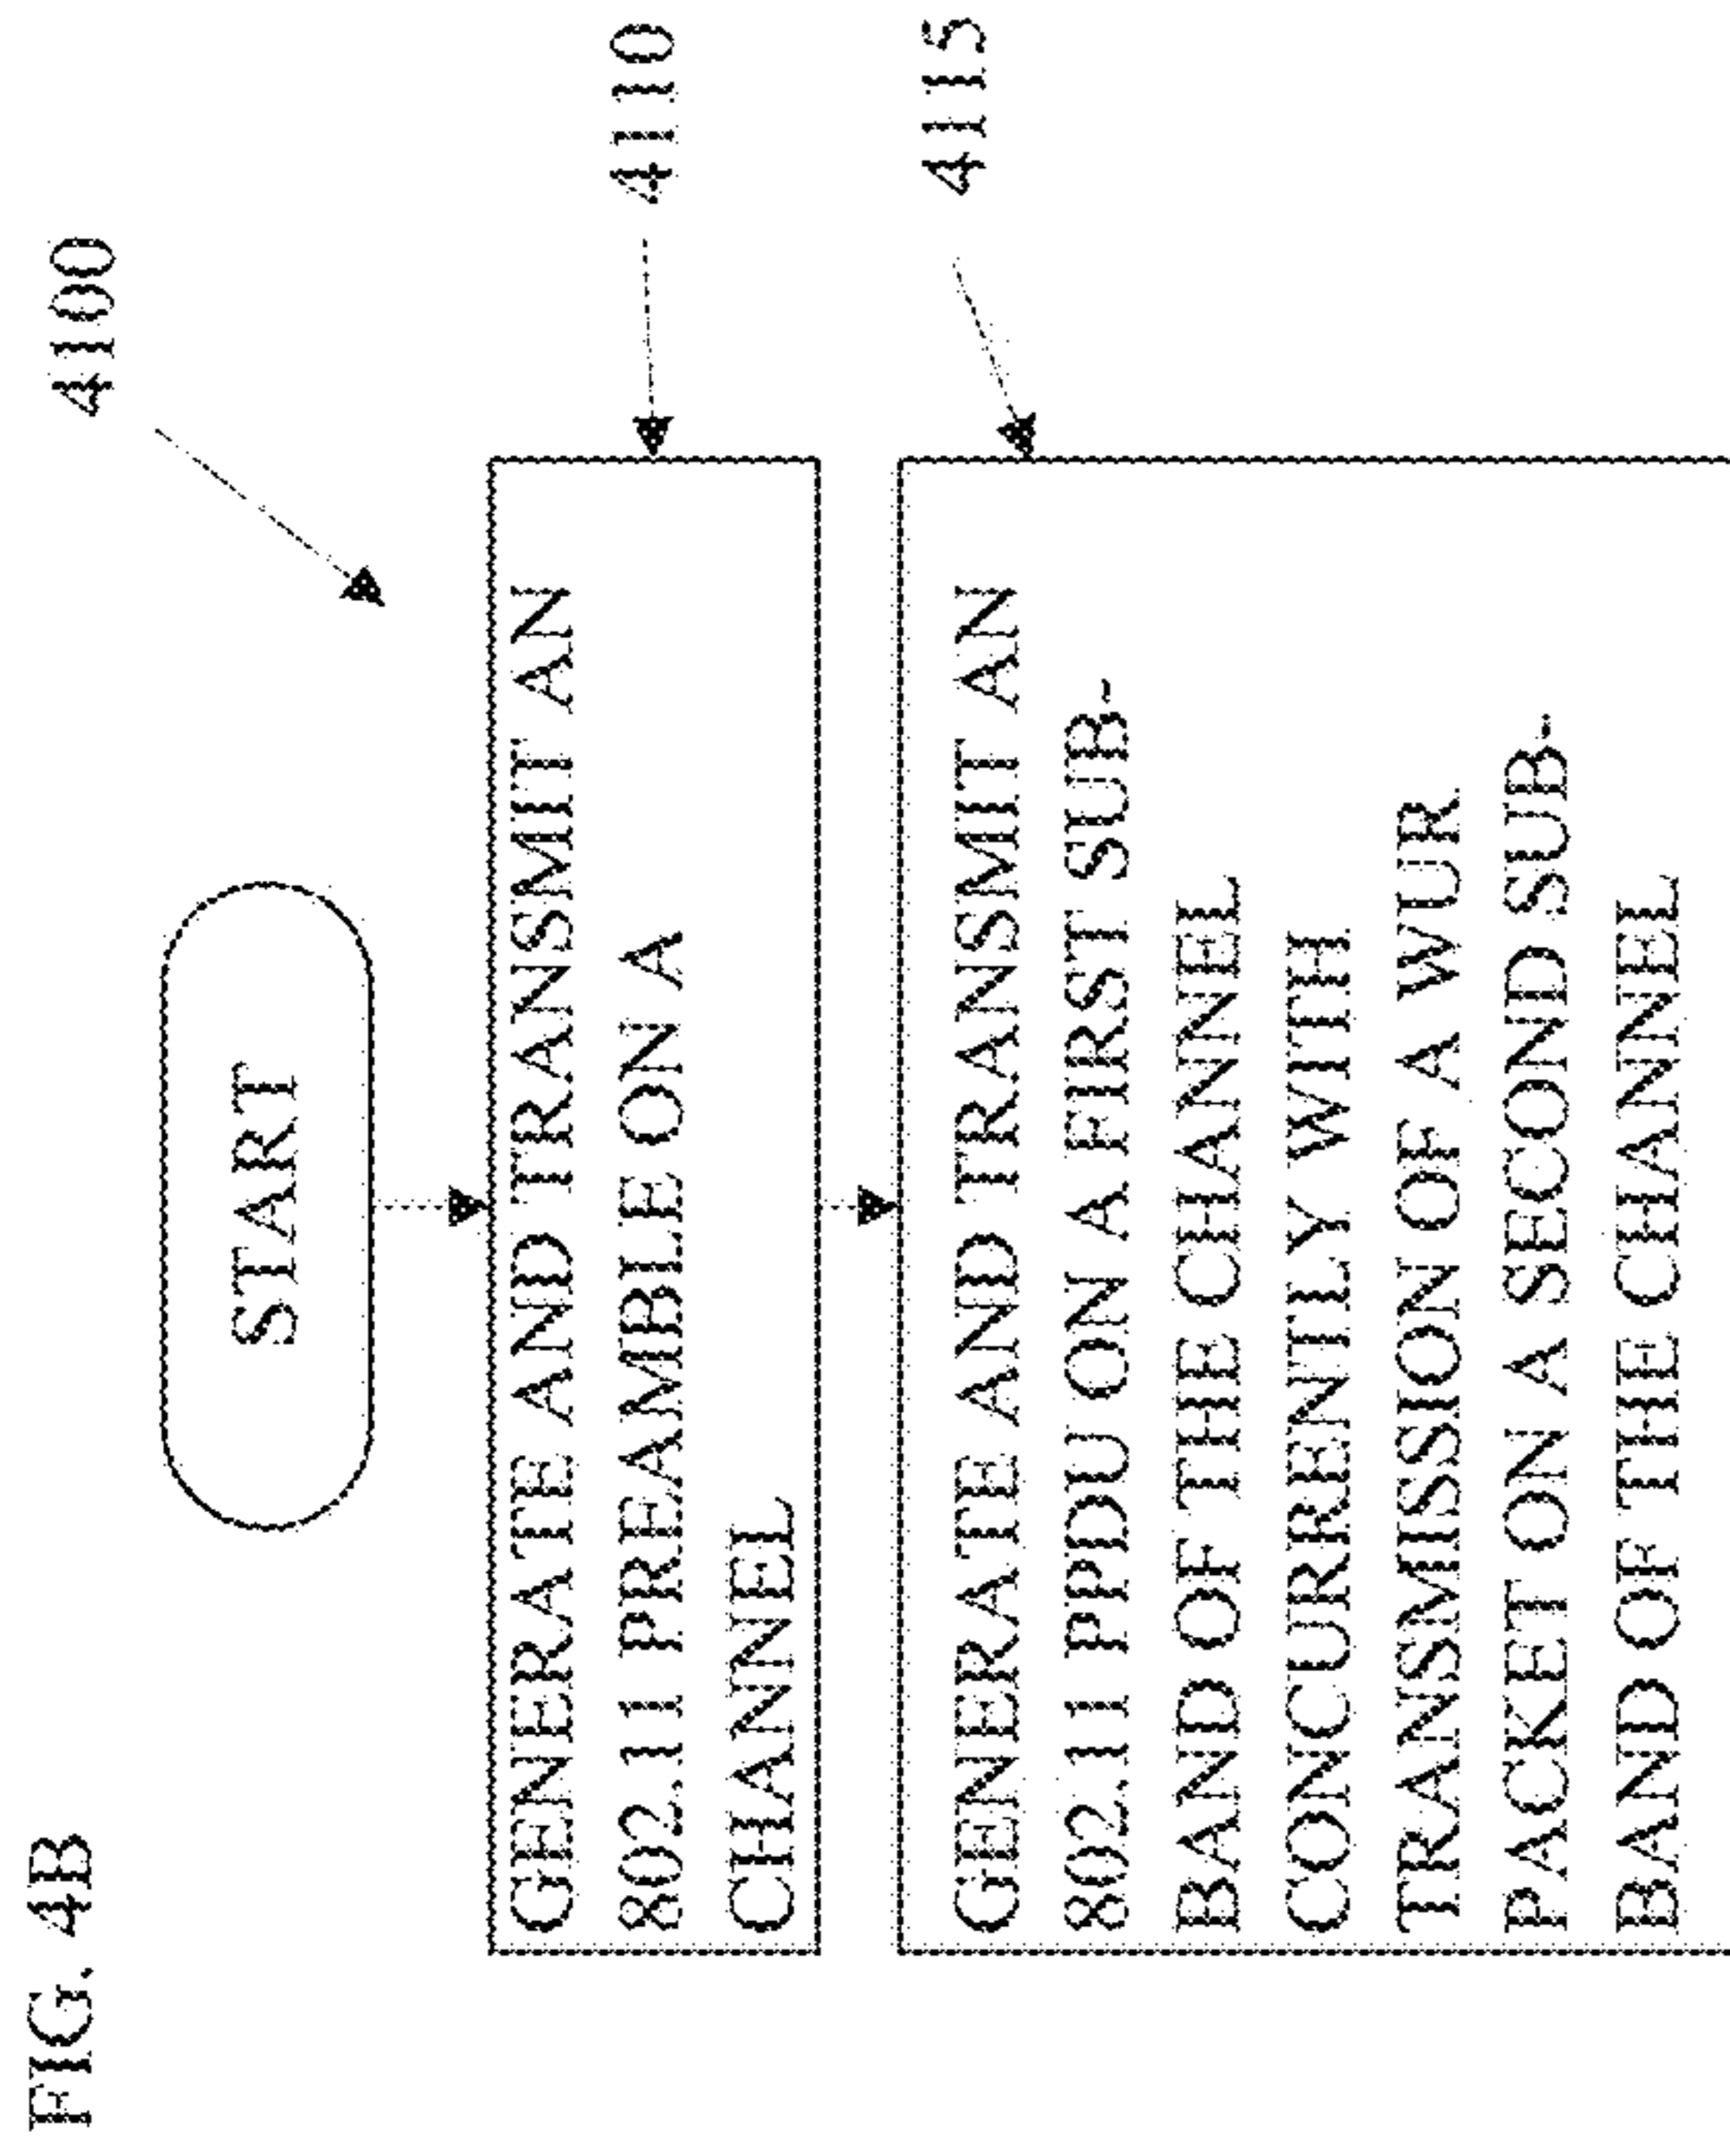 FIG. 4B
4100
START
GENERATE AND TRANSMIT AN
802.11 PREAMBLE ON A
CHANNEL
4110
GENERATE AND TRANSMIT AN
802.11 PPDU ON A FIRST SUB-
BAND OF THE CHANNEL
CONCURRENTLY WITH
TRANSMISSION OF A WUR
PACKET ON A SECOND SUB-
BAND OF THE CHANNEL
4115